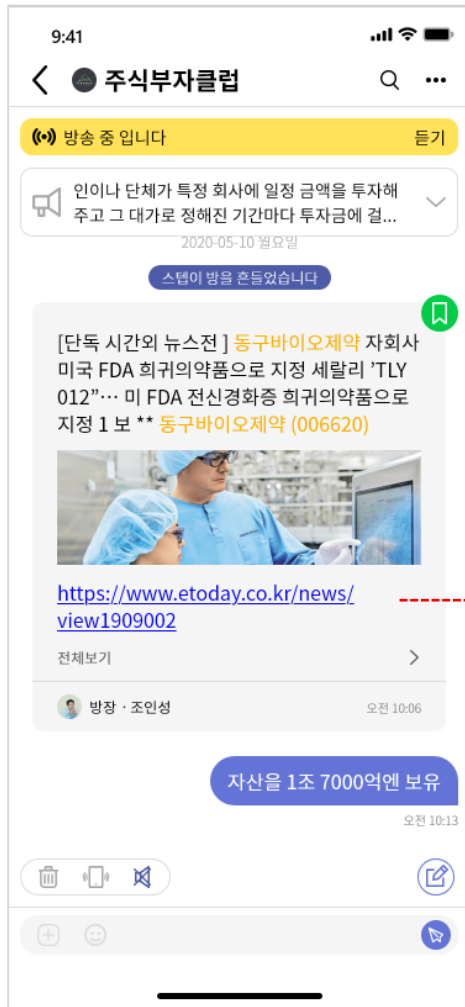 9:41
주식부자클럽
방송 중 입니다 듣기
인이나 단체가 특정 회사에 일정 금액을 투자해
주고 그 대가로 정해진 기간마다 투자금에 걸...
2020-05-10 월요일
스텝이 방을 흔들었습니다
[단독 시간외 뉴스전 ] 동구바이오제약 자회사
미국 FDA 희귀의약품으로 지정 세랄리 ’TLY
012”… 미 FDA 전신경화증 희귀의약품으로
지정 1 보 ** 동구바이오제약 (006620)
https://www.etoday.co.kr/news/
view1909002
전체보기
방장 · 조인성 오전 10:06
자산을 1조 7000억엔 보유
오전 10:13